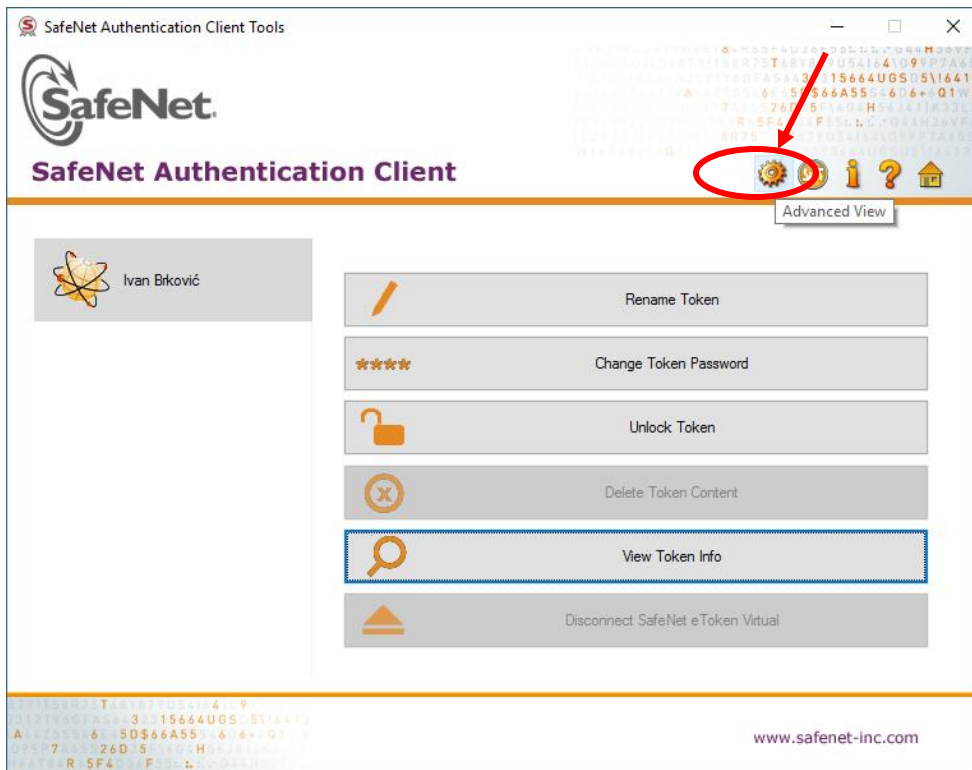 SafeNet Authentication Client Tools
SafeNet.
SafeNet Authentication Client
Advanced View
Ivan Brković
Rename Token
****
Change Token Password
Unlock Token
Delete Token Content
View Token Info
Disconnect SafeNet eToken Virtual
www.safenet-inc.com